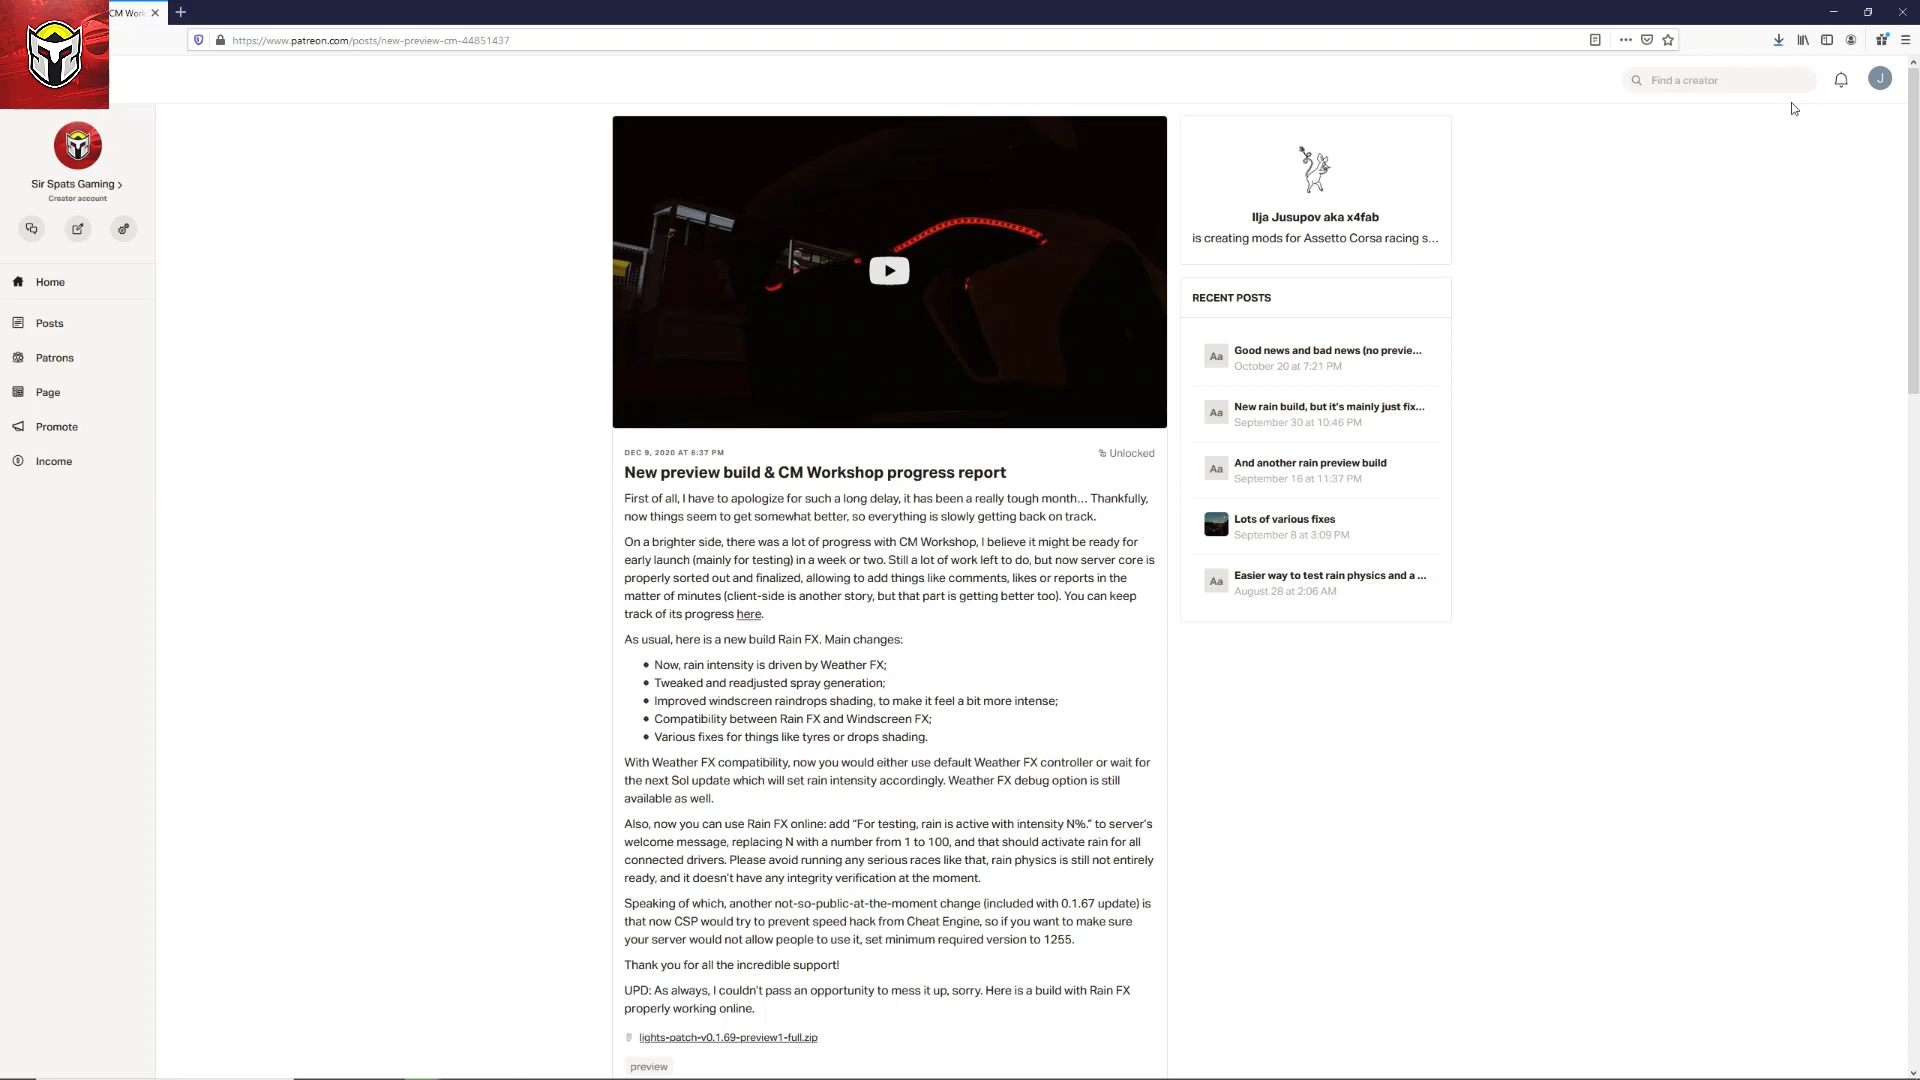 CM Work
https://www.patreon.com/posts/new-preview-cm-44851437
Find a creator
J
Sir Spats Gaming
Creator account
Home
Posts
Patrons
Page
Promote
Income
DEC 9, 2020 AT 6:37 PM
Unlocked
New preview build & CM Workshop progress report
First of all, I have to apologize for such a long delay, it has been a really tough month... Thankfully,
now things seem to get somewhat better, so everything is slowly getting back on track.
On a brighter side, there was a lot of progress with CM Workshop, I believe it might be ready for
early launch (mainly for testing) in a week or two. Still a lot of work left to do, but now server core is
properly sorted out and finalized, allowing to add things like comments, likes or reports in the
matter of minutes (client-side is another story, but that part is getting better too). You can keep
track of its progress here.
As usual, here is a new build Rain FX. Main changes:
• Now, rain intensity is driven by Weather FX;
• Tweaked and readjusted spray generation;
• Improved windscreen raindrops shading, to make it feel a bit more intense;
• Compatibility between Rain FX and Windscreen FX;
• Various fixes for things like tyres or drops shading.
With Weather FX compatibility, now you would either use default Weather FX controller or wait for
the next Sol update which will set rain intensity accordingly. Weather FX debug option is still
available as well.
Also, now you can use Rain FX online: add “For testing, rain is active with intensity N%.” to server’s
welcome message, replacing N with a number from 1 to 100, and that should activate rain for all
connected drivers. Please avoid running any serious races like that, rain physics is still not entirely
ready, and it doesn’t have any integrity verification at the moment.
Speaking of which, another not-so-public-at-the-moment change (included with 0.1.67 update) is
that now CSP would try to prevent speed hack from Cheat Engine, so if you want to make sure
your server would not allow people to use it, set minimum required version to 1255.
Thank you for all the incredible support!
UPD: As always, I couldn’t pass an opportunity to mess it up, sorry. Here is a build with Rain FX
properly working online.
lights-patch-v0.1.69-preview1-full.zip
preview
Ilja Jusupov aka x4fab
is creating mods for Assetto Corsa racing s...
RECENT POSTS
Aa
Good news and bad news (no previe...
October 20 at 7:21 PM
Aa
New rain build, but it's mainly just fix...
September 30 at 10:46 PM
Aa
And another rain preview build
September 16 at 11:37 PM
Lots of various fixes
September 8 at 3:09 PM
Aa
Easier way to test rain physics and a ...
August 28 at 2:06 AM